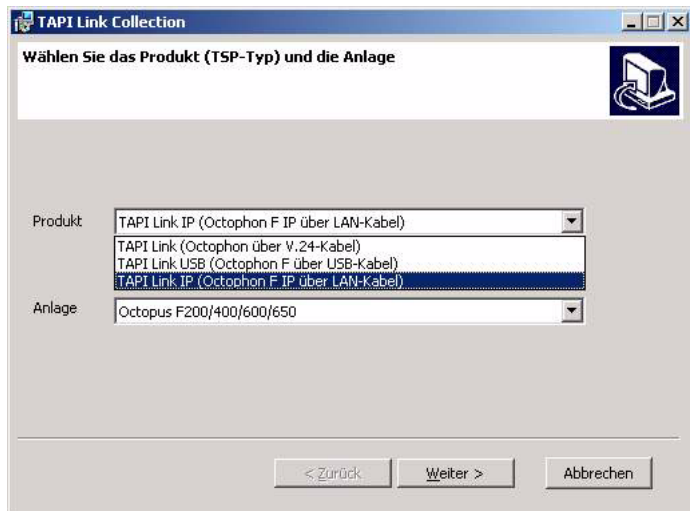 TAPI Link Collection
Wählen Sie das Produkt (TSP-Typ) und die Anlage
Produkt
TAPI Link IP (Octophon F IP über LAN-Kabel)
TAPI Link (Octophon über V.24-Kabel)
TAPI Link USB (Octophon F über USB-Kabel)
TAPI Link IP (Octophon F IP über LAN-Kabel)
Anlage
Octopus F200/400/600/650
< Zurück
Weiter >
Abbrechen